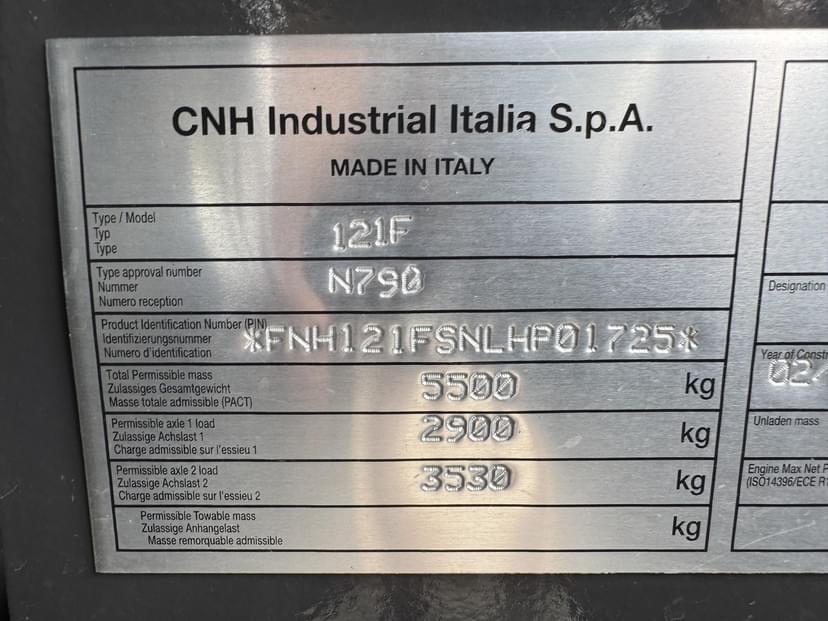 CNH Industrial Italia S.p.A.
MADE IN ITALY
Type / Model
Typ
Type
121F
Type approval number
Nummer
Numero reception
N790
Product Identification Number (PIN)
Identifizierungsnummer
Numero d'identification
*FNH121FSNLHP01725*
Total Permissible mass
Zulassiges Gesamtgewicht
Masse totale admissible (PACT)
5500 kg
Permissible axle 1 load
Zulassige Achslast 1
Charge admissible sur l'essieu 1
2900 kg
Permissible axle 2 load
Zulassige Achslast 2
Charge admissible sur l'essieu 2
3530 kg
Permissible Towable mass
Zulassige Anhangelast
Masse remorquable admissible
kg
Designation
Year of Constr
02/
Unladen mass
Engine Max Net P
(ISO14396/ECE R1